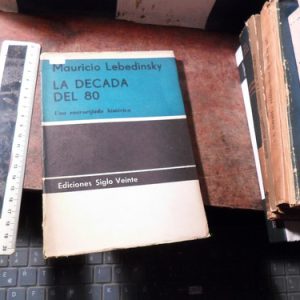 Mauricio Lebedinsky
LA DECADA
DEL 80
Una encrucijada histórica
Ediciones Siglo Veinte